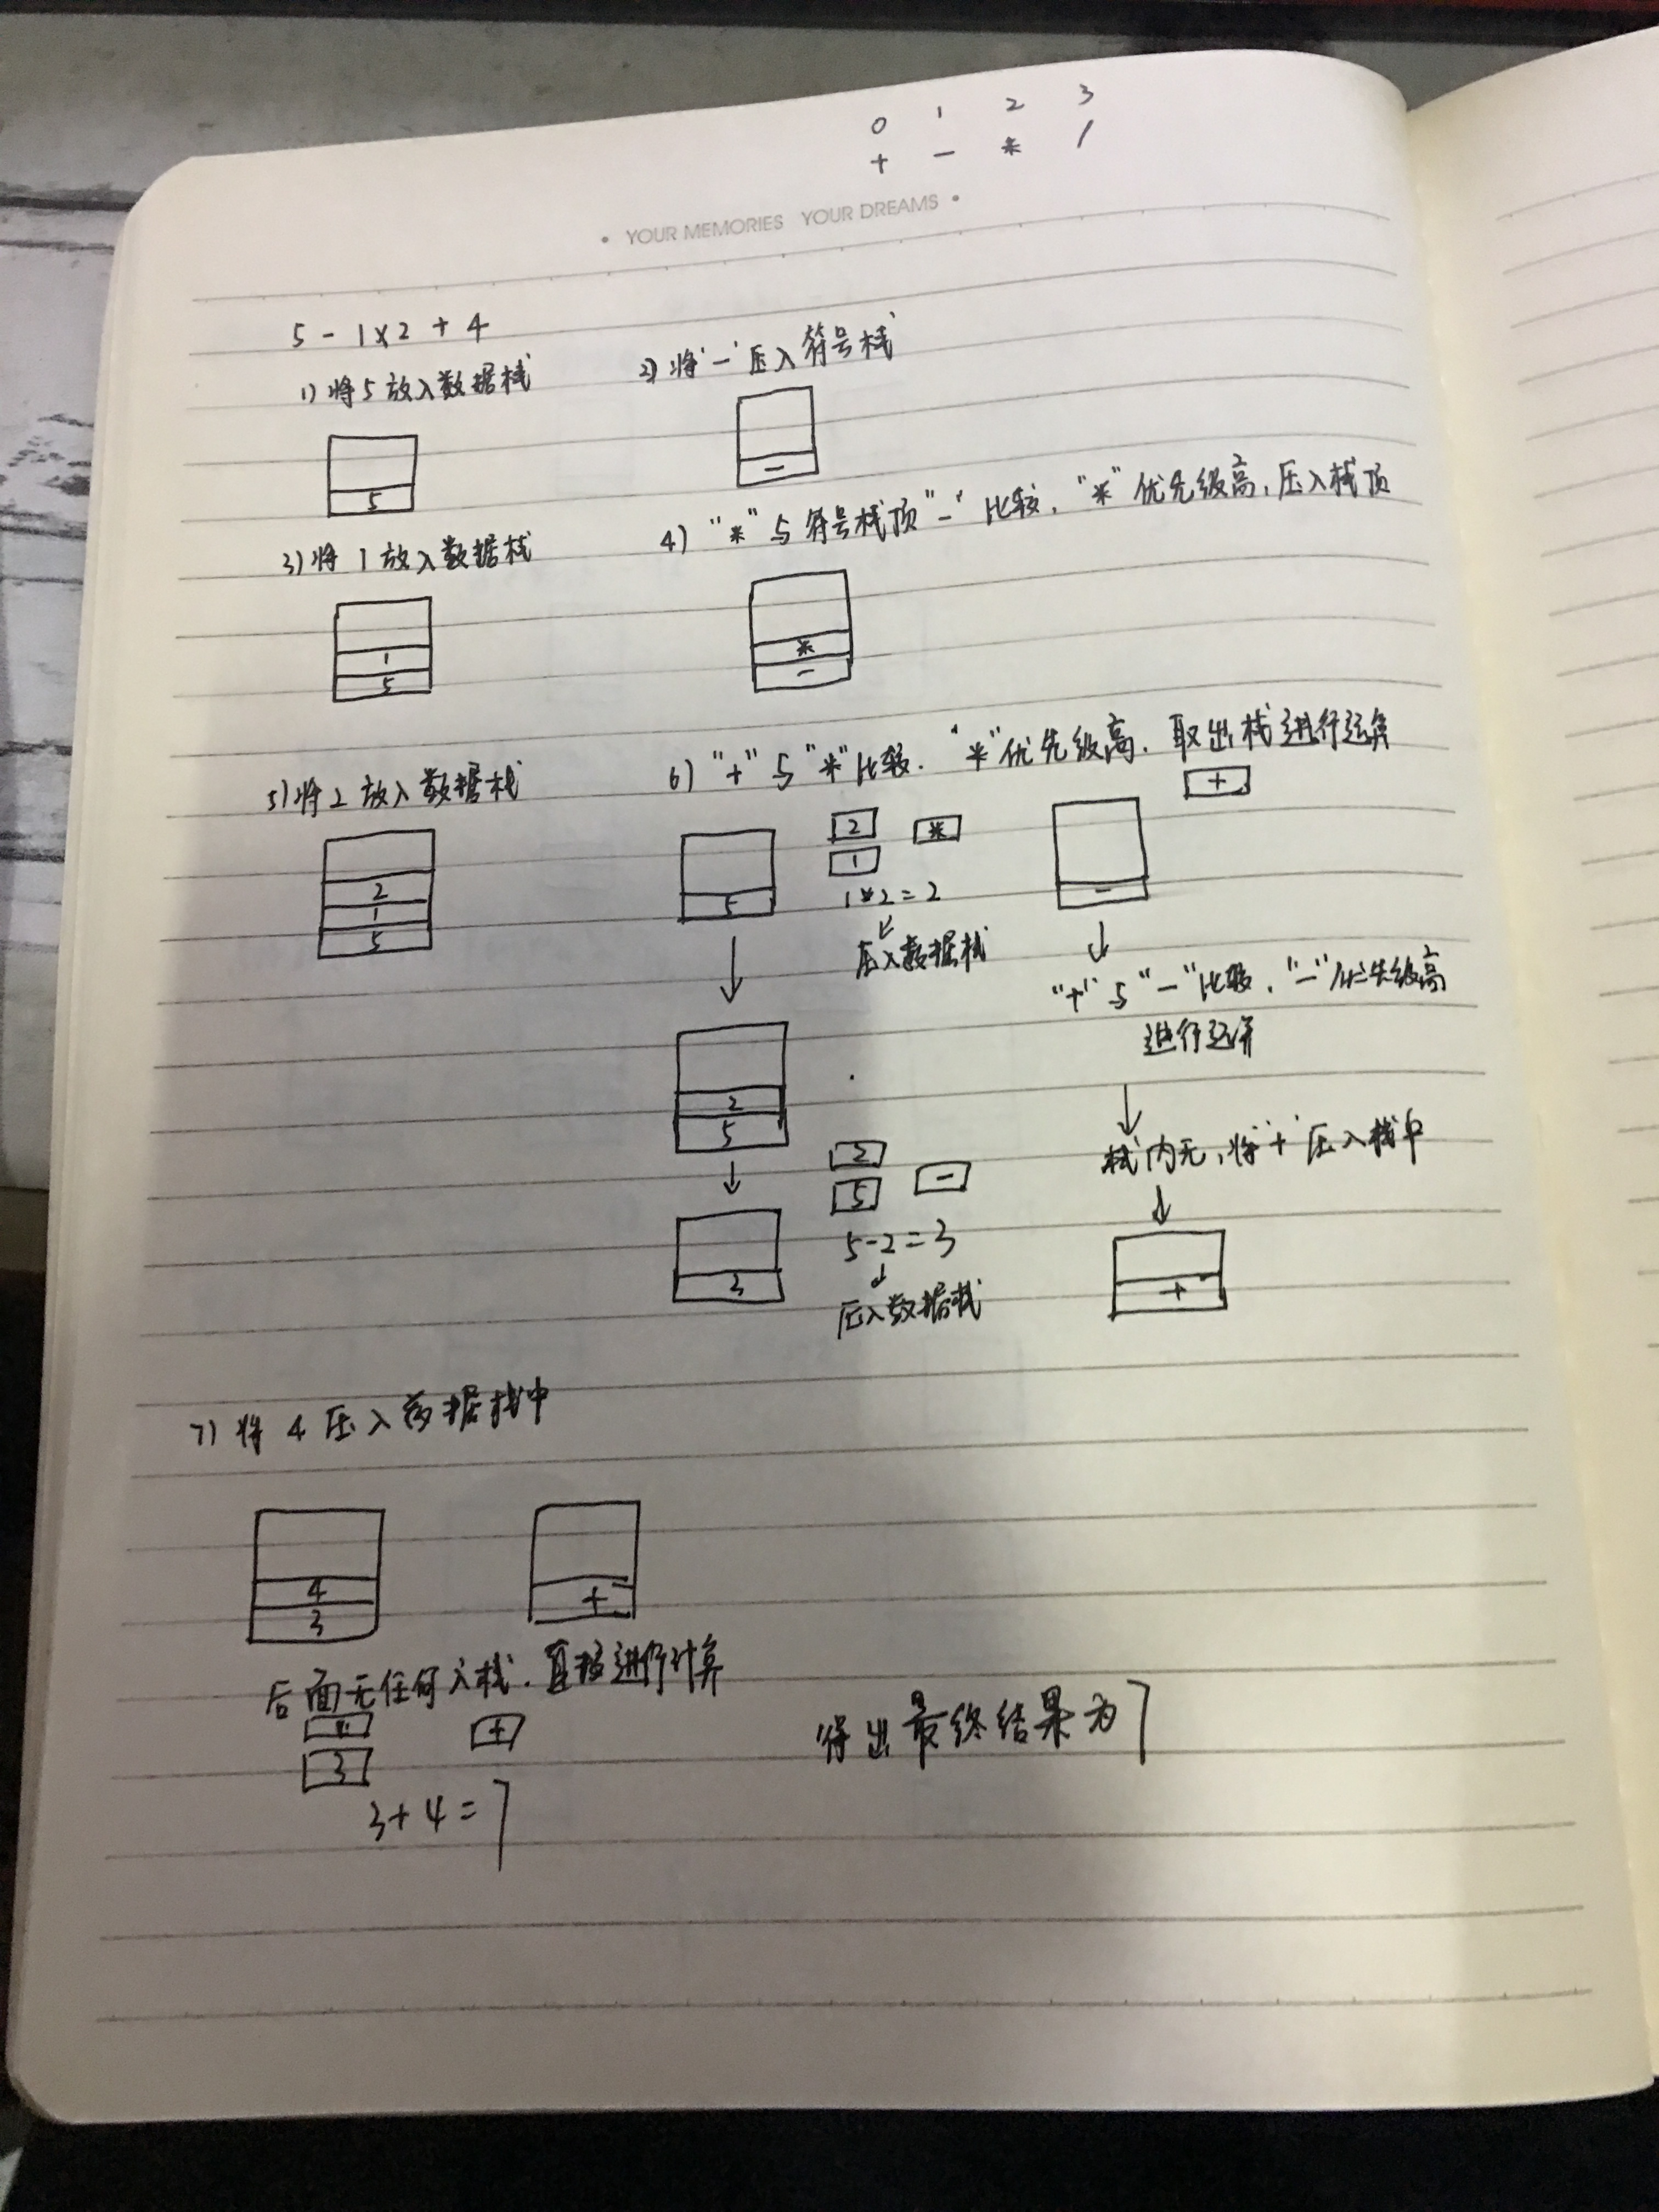 0 1 2 3
+ - * /
• YOUR MEMORIES YOUR DREAMS •
5 - 1×2 + 4
1) 将5放入数据栈
2) 将"-"压入符号栈
5
-
3) 将1放入数据栈
4) "*"与符号栈顶"-"比较, "*"优先级高, 压入栈顶
1
5
*
-
5) 将2放入数据栈
6) "+"与"*"比较. "*"优先级高. 取出栈进行运算
2
1
5
5
2
1
*
-
+
1*2=2
压入数据栈
"+"与"-"比较, "-"优先级高
进行运算
2
5
栈内无, 将"+"压入栈中
2
5
-
3
5-2=3
压入数据栈
+
7) 将4压入数据栈中
4
3
+
后面无任何入栈. 直接进行计算
4
3
+
3+4=7
得出最终结果为7